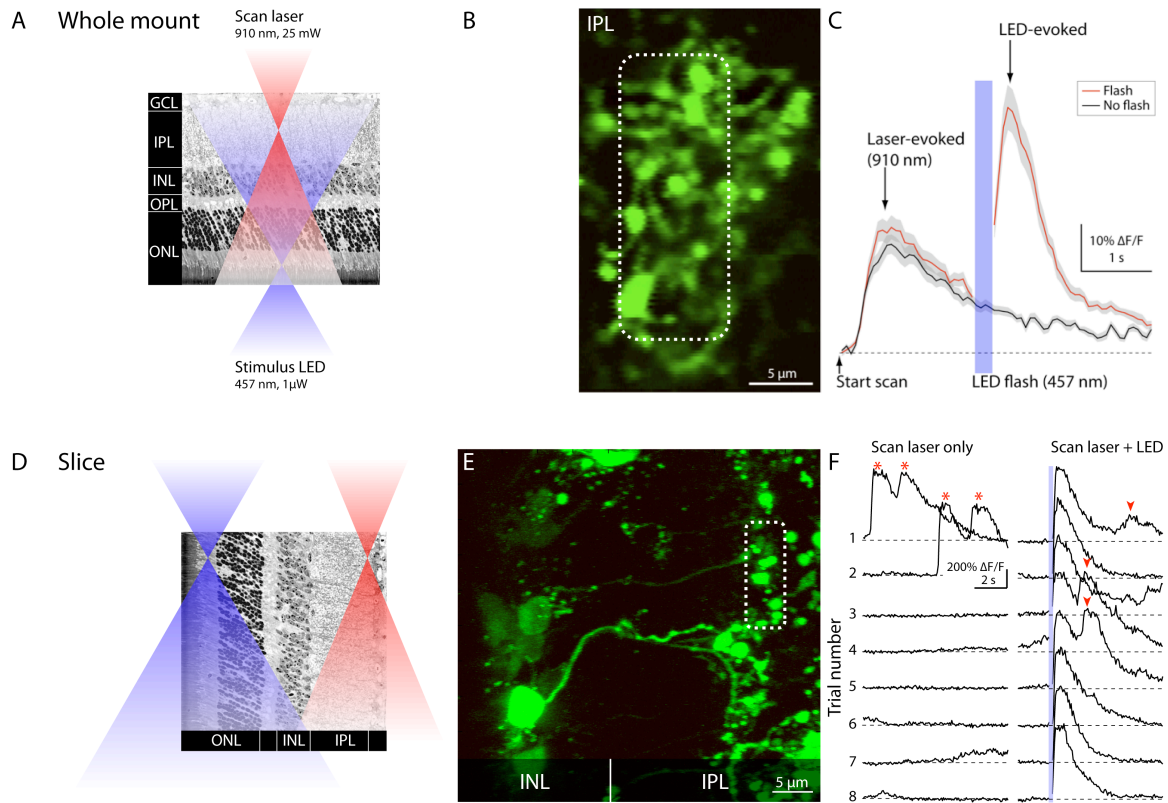 A Whole mount
Scan laser
910 nm, 25 mW
GCL
IPL
INL
OPL
ONL
Stimulus LED
457 nm, 1µW
B
IPL
5 µm
C
LED-evoked
Flash
No flash
Laser-evoked
(910 nm)
10% ΔF/F
1 s
Start scan
LED flash (457 nm)
D Slice
ONL
INL
IPL
E
INL
IPL
5 µm
F
Scan laser only
Scan laser + LED
* * * *
200% ΔF/F
2 s
Trial number
1
2
3
4
5
6
7
8